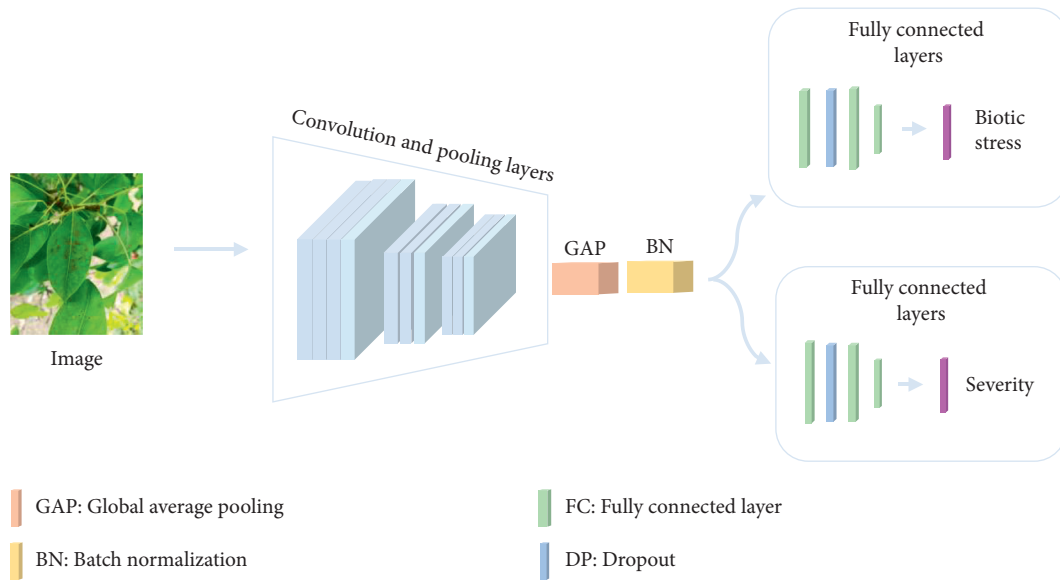 Image
Convolution and pooling layers
GAP
BN
Fully connected
layers
Biotic
stress
Fully connected
layers
Severity
GAP: Global average pooling
BN: Batch normalization
FC: Fully connected layer
DP: Dropout